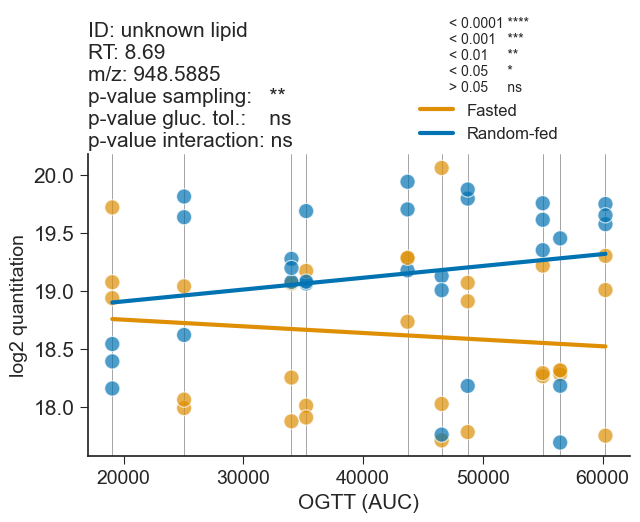 ID: unknown lipid
RT: 8.69
m/z: 948.5885
p-value sampling: **
p-value gluc. tol.: ns
p-value interaction: ns
< 0.0001 ****
< 0.001 ***
< 0.01 **
< 0.05 *
> 0.05 ns
Fasted
Random-fed
20.0
19.5
19.0
18.5
18.0
log2 quantitation
20000 30000 40000 50000 60000
OGTT (AUC)